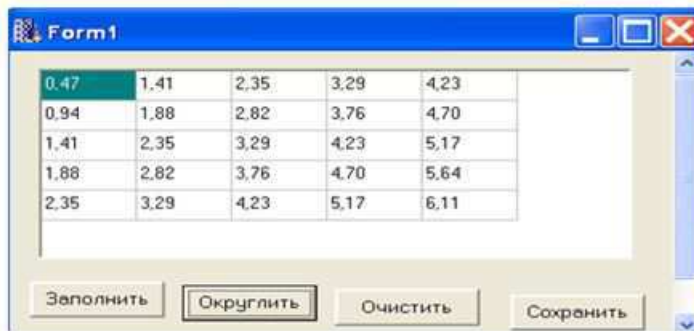 Form1
0,47 1,41 2,35 3,29 4,23
0,94 1,88 2,82 3,76 4,70
1,41 2,35 3,29 4,23 5,17
1,88 2,82 3,76 4,70 5,64
2,35 3,29 4,23 5,17 6,11
Заполнить Округлить Очистить Сохранить